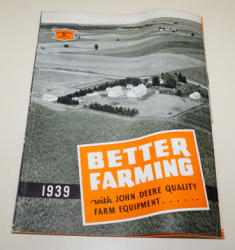 BETTER
FARMING
1939
with JOHN DEERE QUALITY
FARM EQUIPMENT......